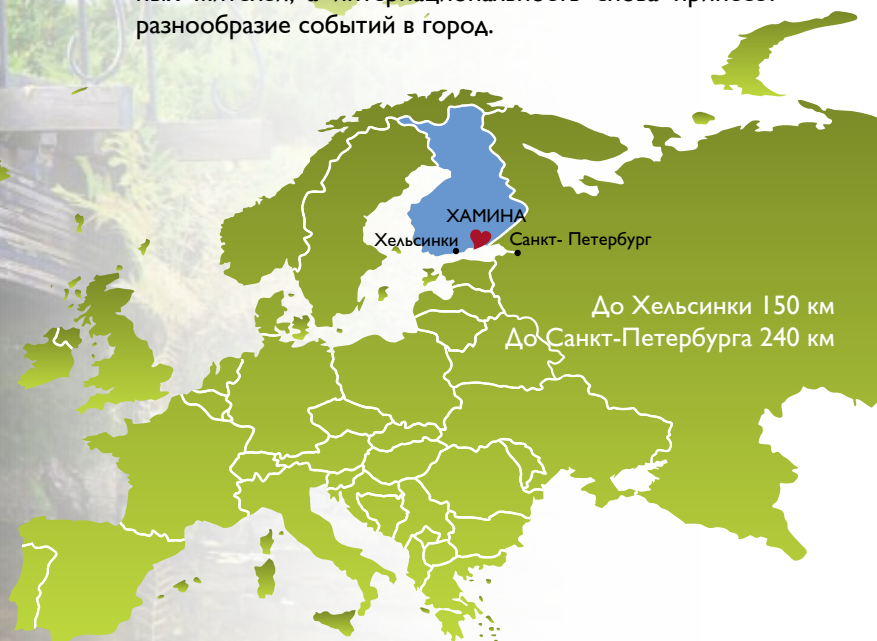 разнообразие событий в город.
ХАМИНА
Хельсинки
Санкт- Петербург
До Хельсинки 150 км
До Санкт-Петербурга 240 км